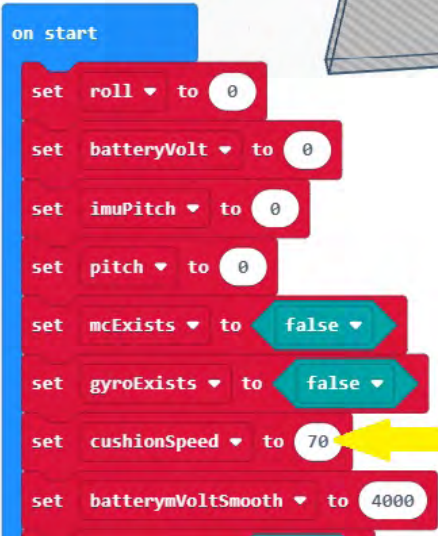 on start
set roll to 0
set batteryVolt to 0
set imuPitch to 0
set pitch to 0
set mcExists to false
set gyroExists to false
set cushionSpeed to 70
set batterymVoltSmooth to 4000